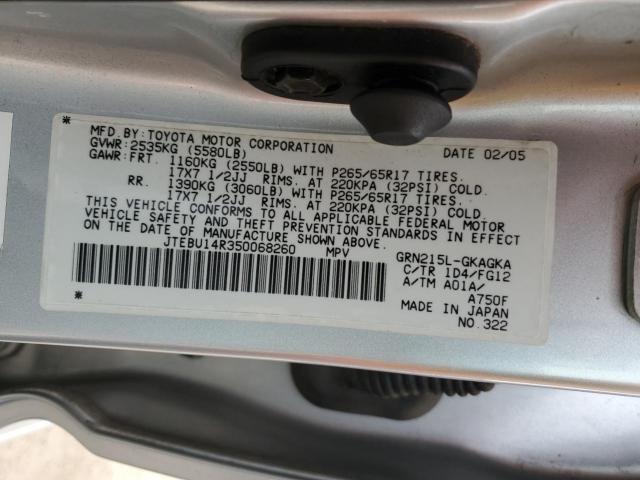 *
MFD.BY:TOYOTA MOTOR CORPORATION DATE 02/05
GVWR:2535KG (5580LB)
GAWR:FRT. 1160KG (2550LB) WITH P265/65R17 TIRES.
17X7 1/2JJ RIMS. AT 220KPA (32PSI) COLD.
RR. 1390KG (3060LB) WITH P265/65R17 TIRES.
17X7 1/2JJ RIMS. AT 220KPA (32PSI) COLD.
THIS VEHICLE CONFORMS TO ALL APPLICABLE FEDERAL MOTOR
VEHICLE SAFETY AND THEFT PREVENTION STANDARDS IN EFFECT
ON THE DATE OF MANUFACTURE SHOWN ABOVE.
JTEBU14R350068260 MPV GRN215L-GKAGKA
C/TR 1D4/FG12
A/TM A01A/
A750F
MADE IN JAPAN
*
NO.322